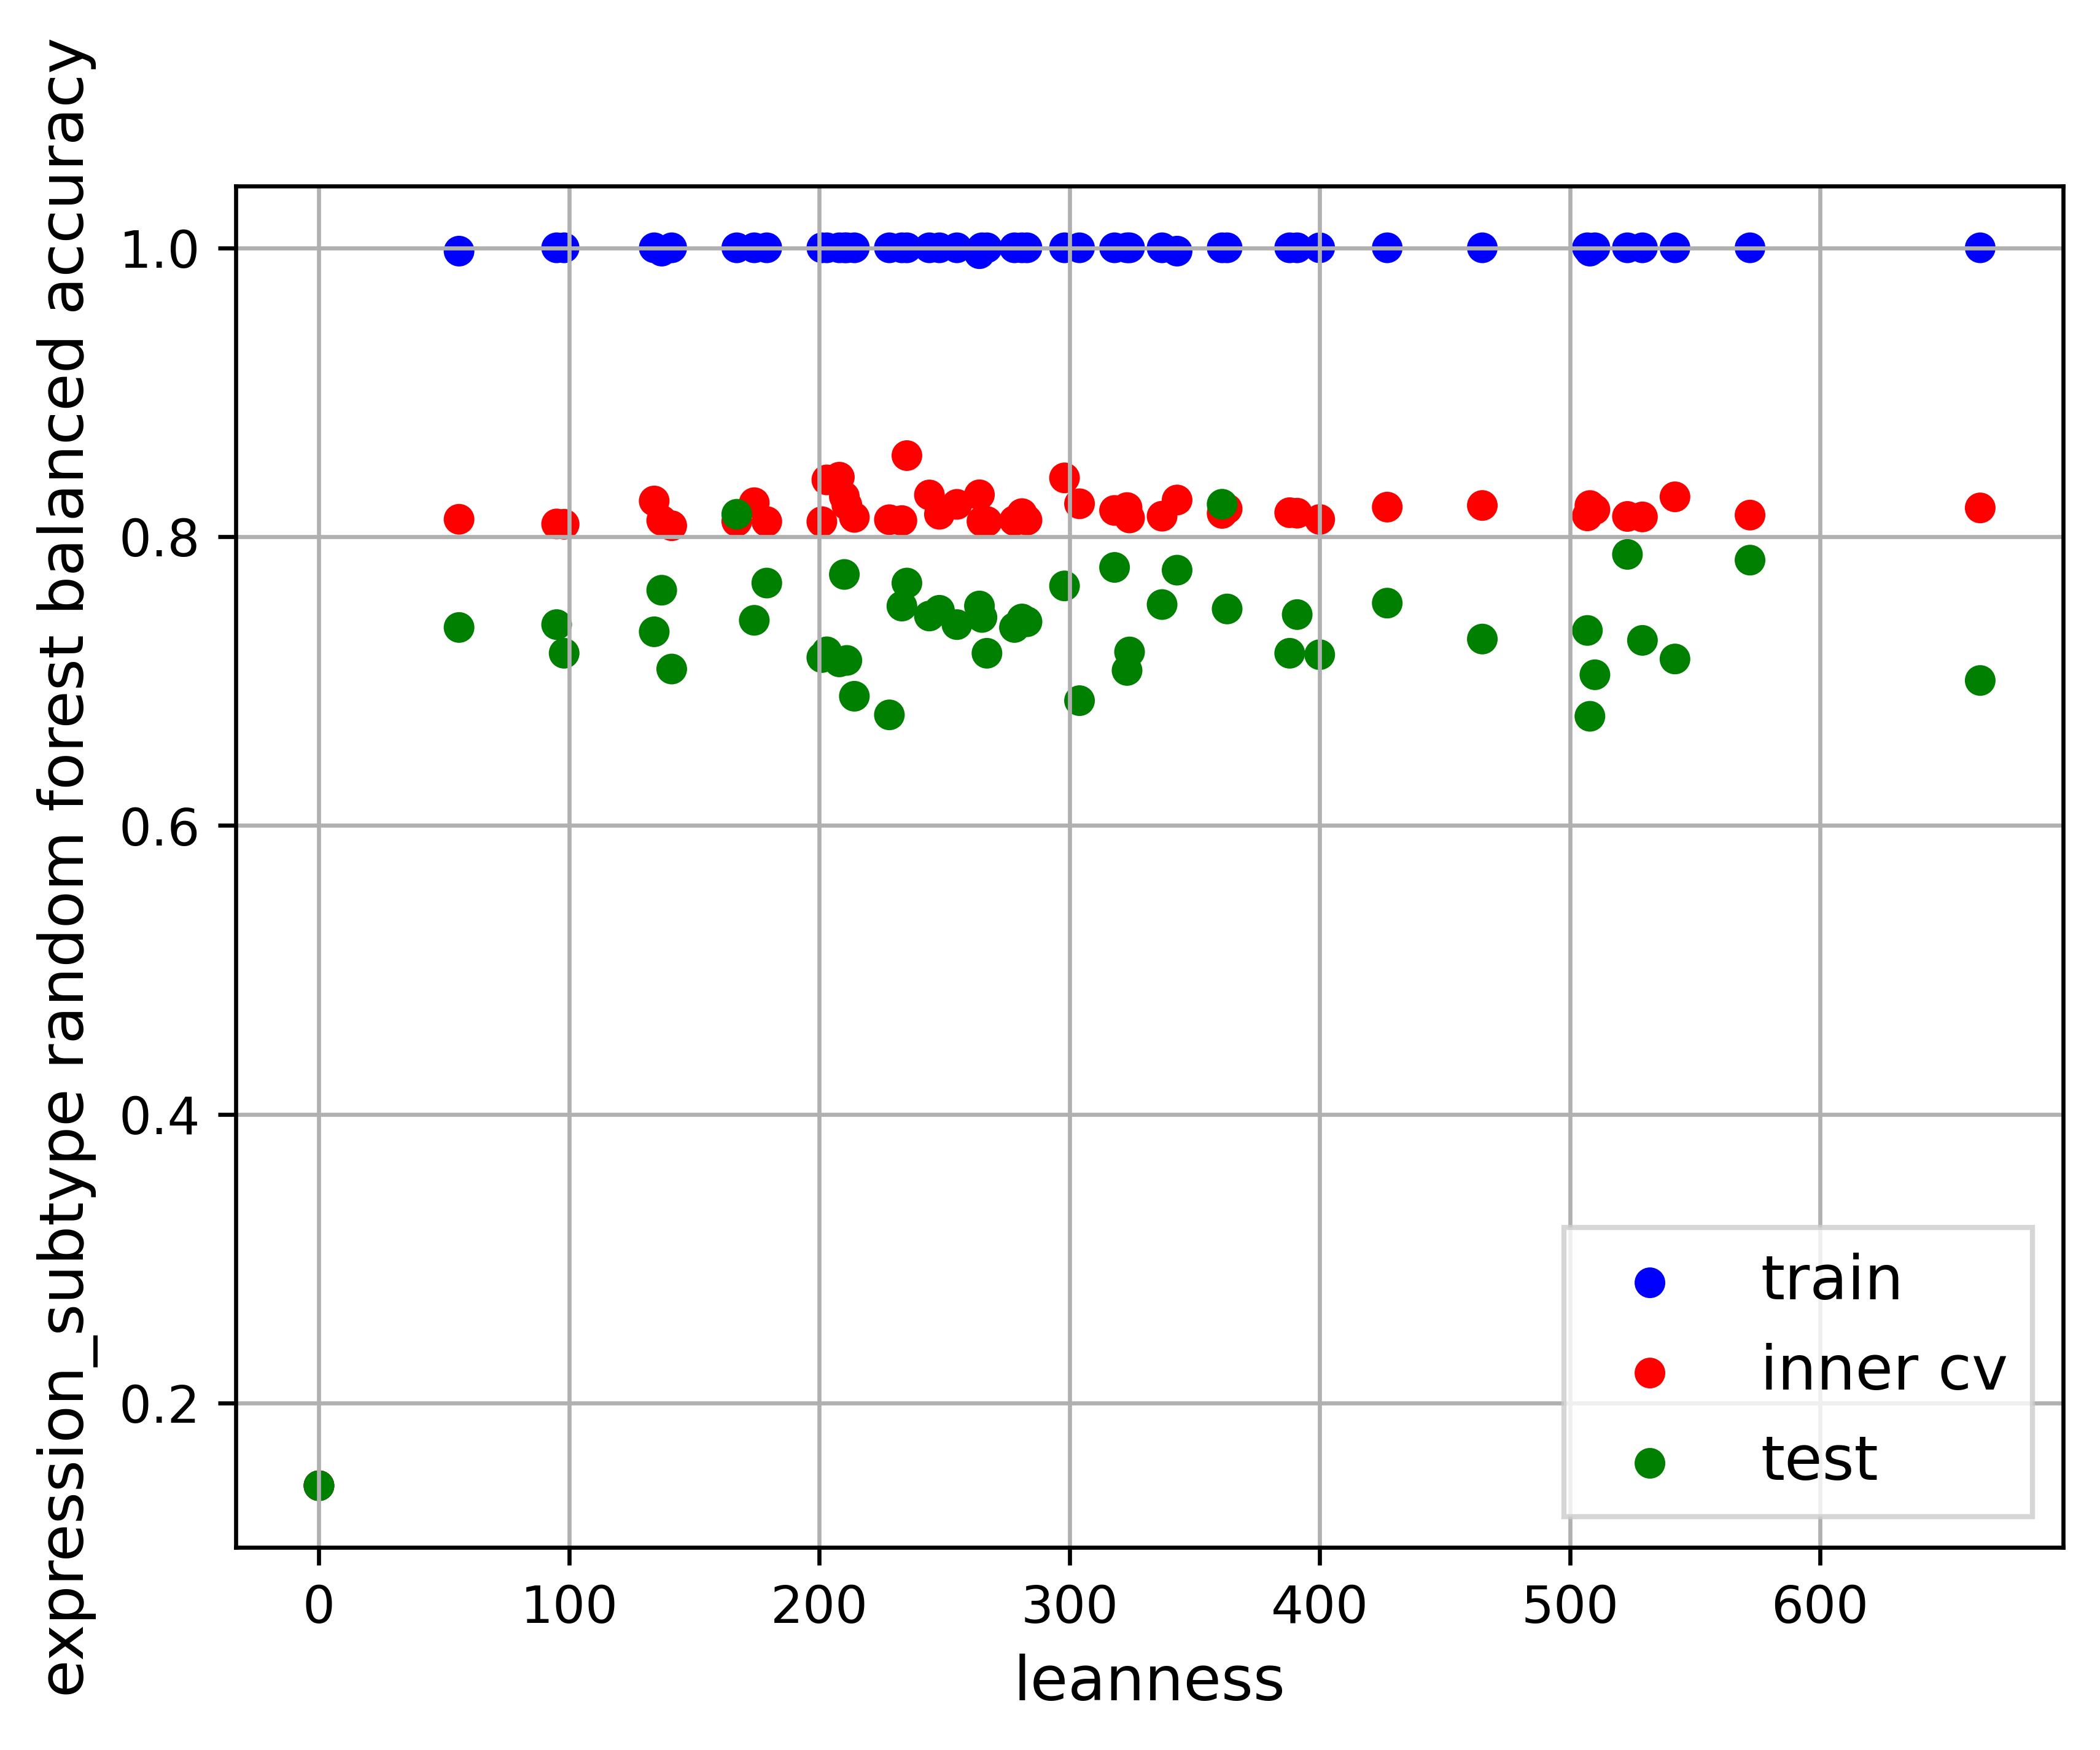 expression_subtype random forest balanced accuracy
1.0
0.8
0.6
0.4
0.2
train
inner cv
test
0 100 200 300 400 500 600
leanness